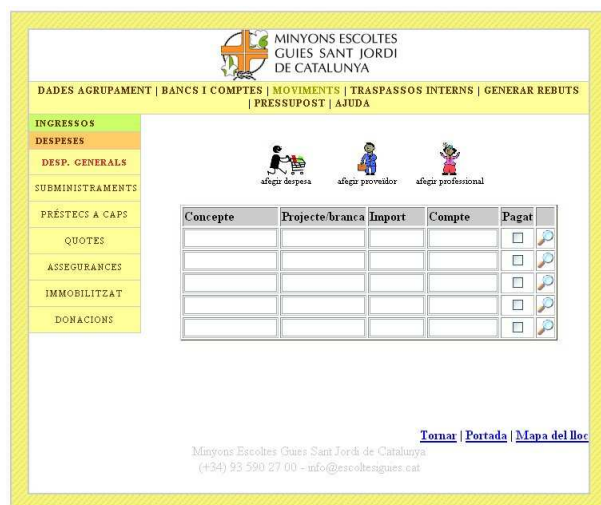 MINYONS ESCOLTES
GUIES SANT JORDI
DE CATALUNYA
DADES AGRUPAMENT | BANCS I COMPTES | MOVIMENTS | TRASPASSOS INTERNS | GENERAR REBUTS
| PRESSUPOST | AJUDA
INGRESSOS
DESPESES
DESP. GENERALS
SUBMINISTRAMENTS
PRÉSTECS A CAPS
QUOTES
ASSEGURANCES
IMMOBILITZAT
DONACIONS
afegir despesa afegir proveidor afegir professional
Concepte Projecte/branca Import Compte Pagat
Tornar | Portada | Mapa del lloc
Minyons Escoltes Guies Sant Jordi de Catalunya
(+34) 93 590 27 00 - info@escoltesiguies.cat